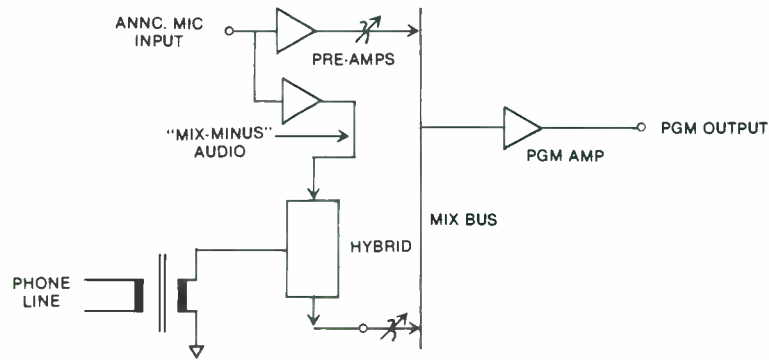 ANNC. MIC
INPUT
PRE-AMPS
"MIX-MINUS"
AUDIO
PGM OUTPUT
PGM AMP
MIX BUS
HYBRID
PHONE
LINE